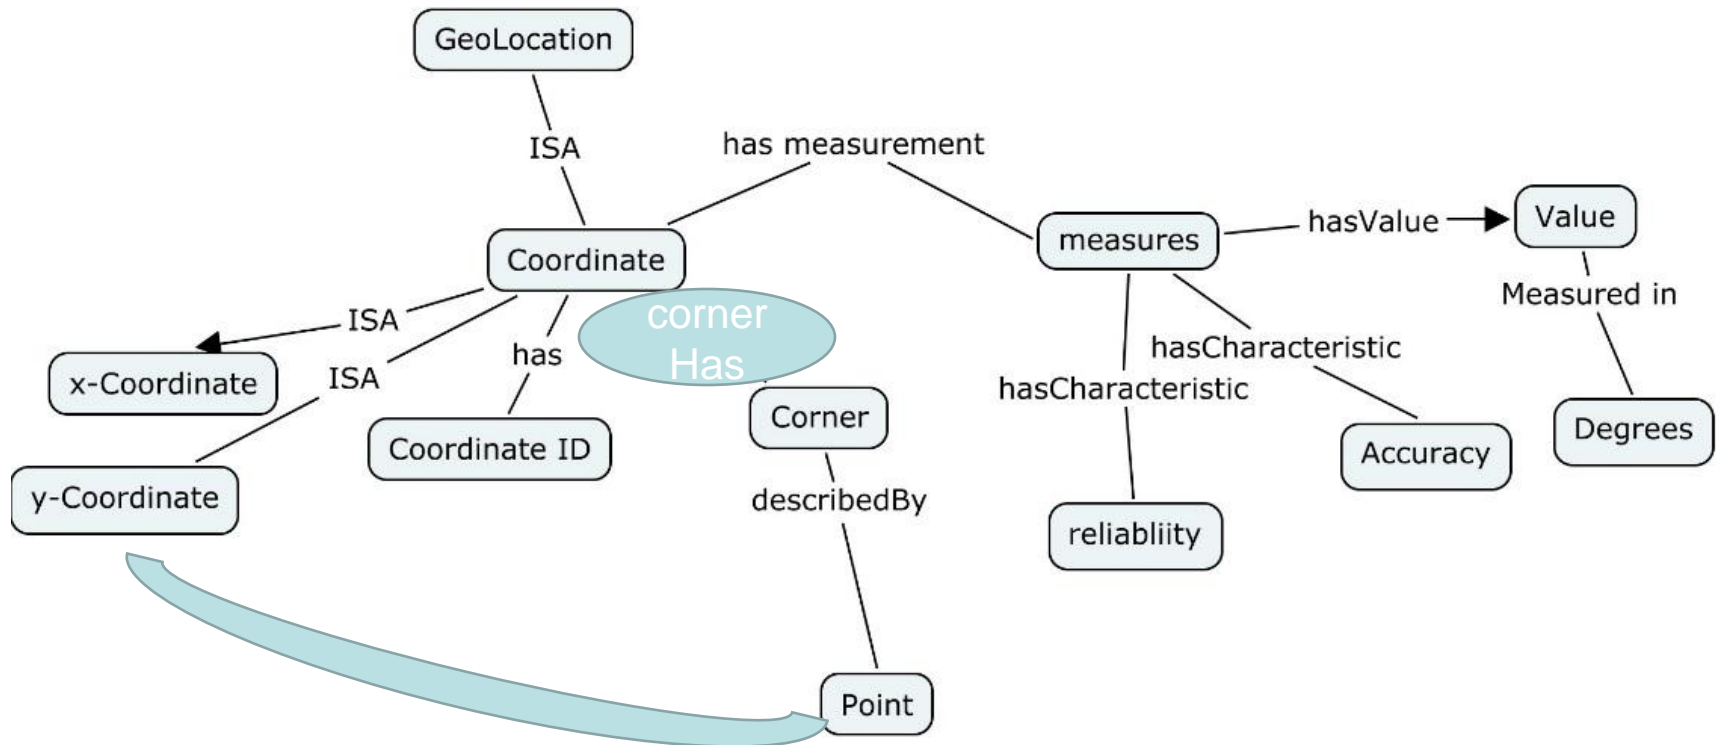 GeoLocation
ISA
has measurement
Coordinate
measures
hasValue
Value
Measured in
ISA
corner
Has
has
x-Coordinate
ISA
hasCharacteristic
hasCharacteristic
Corner
Coordinate ID
Accuracy
Degrees
y-Coordinate
describedBy
reliabliity
Point